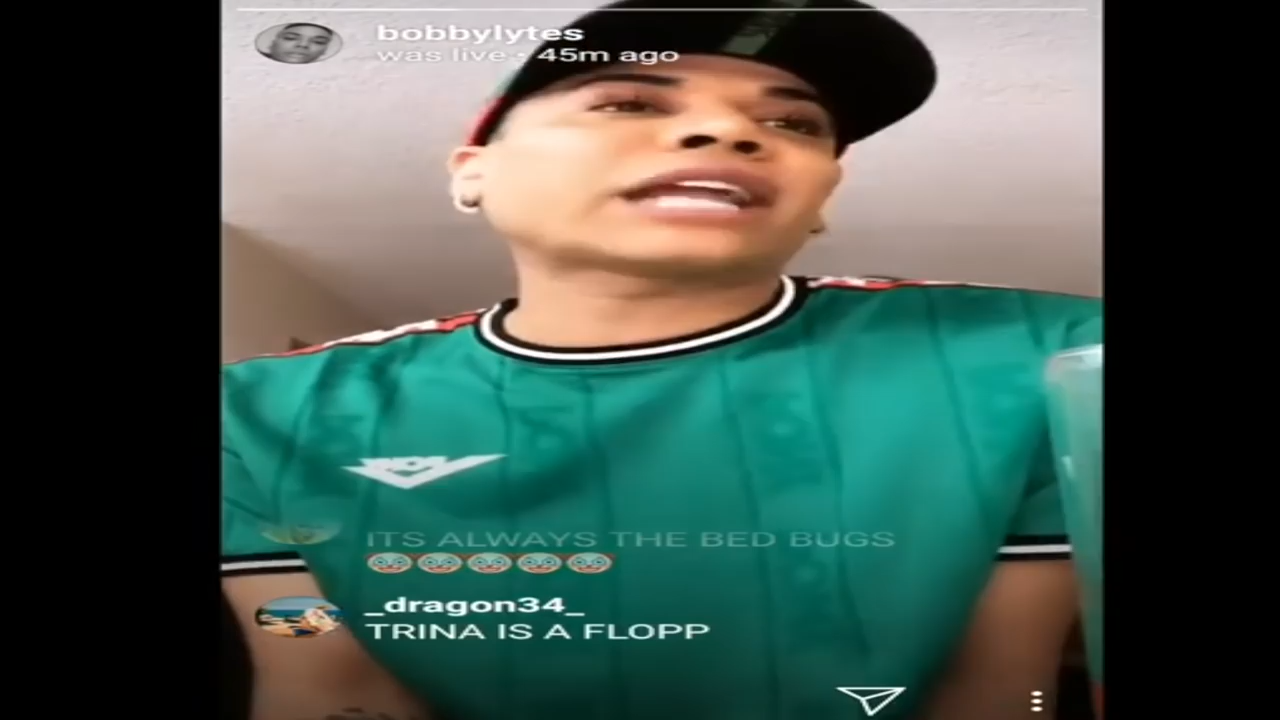 bobbylytes
was live • 45m ago
ITS ALWAYS THE BED BUGS
🤡🤡🤡🤡🤡
_dragon34_
TRINA IS A FLOPP